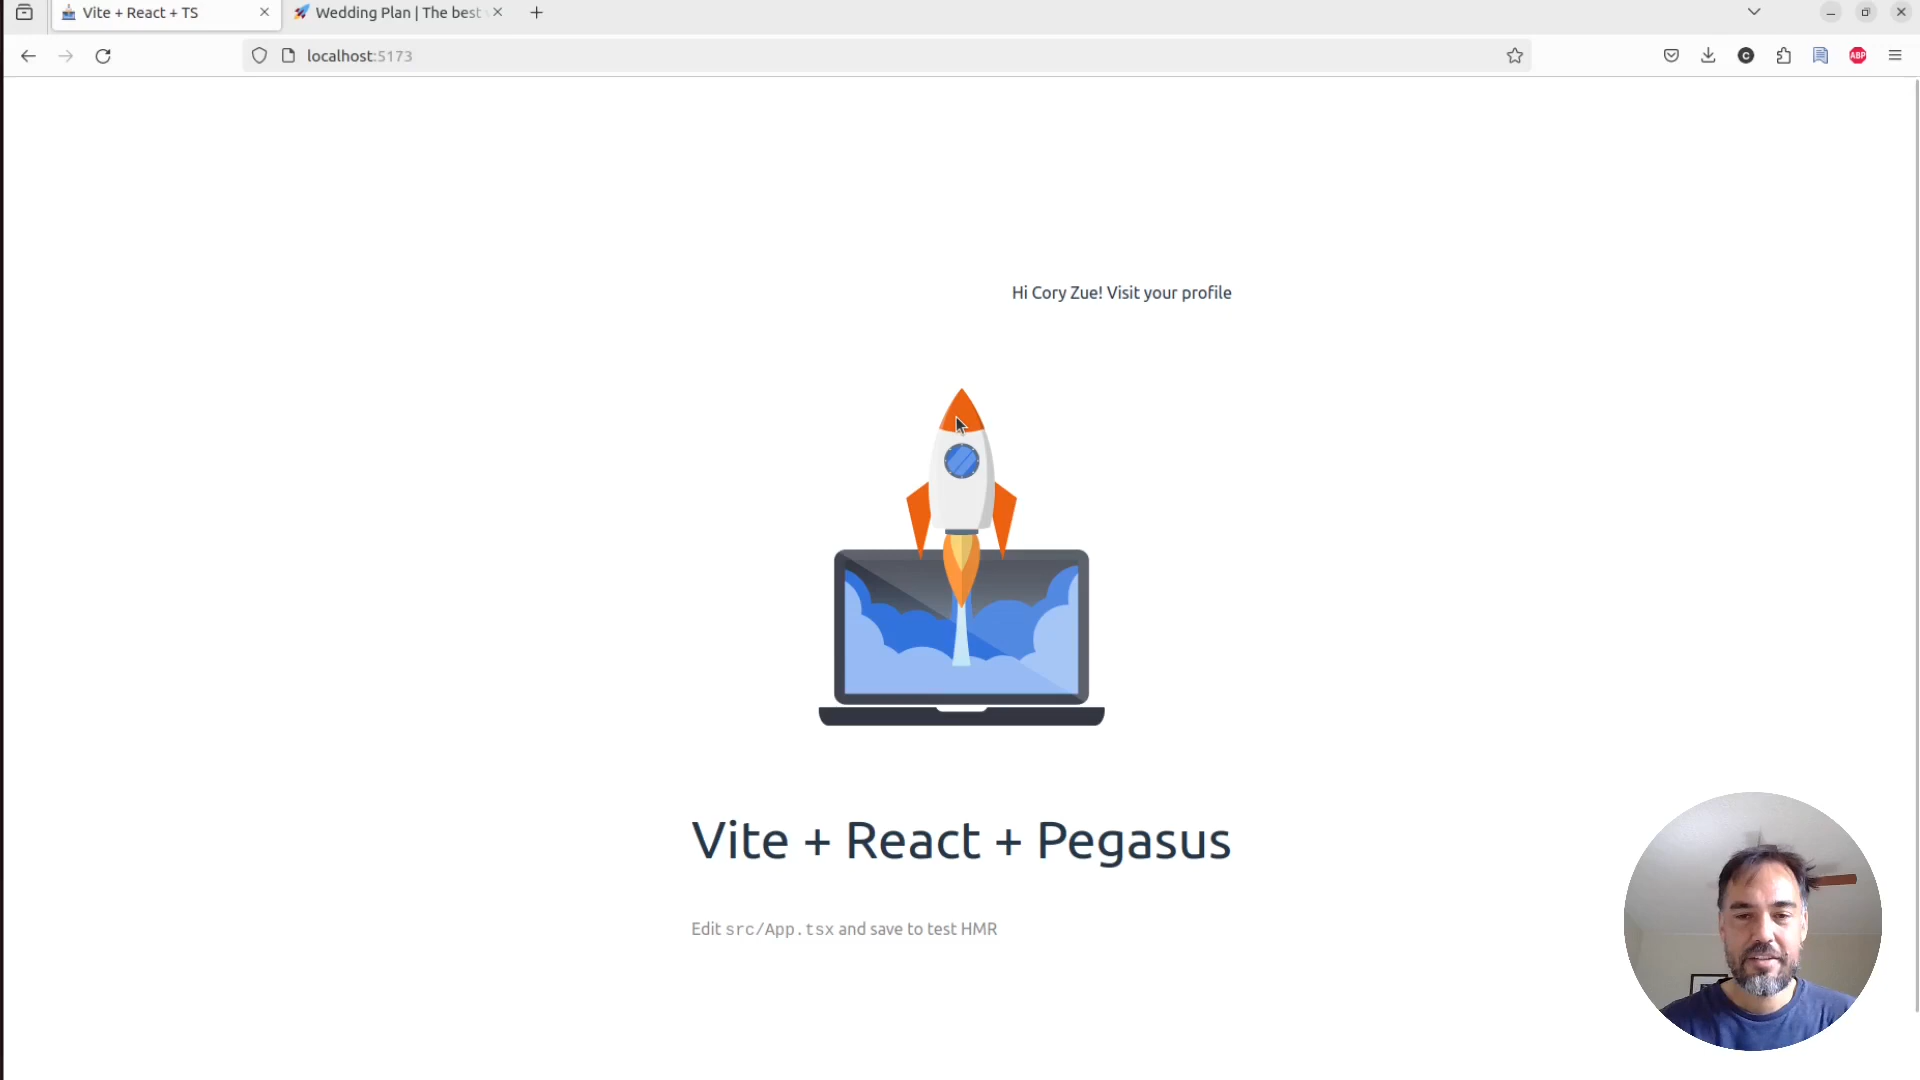 Vite + React + TS
Wedding Plan | The best
localhost:5173
ABP
Hi Cory Zue! Visit your profile
Vite + React + Pegasus
Edit src/App.tsx and save to test HMR